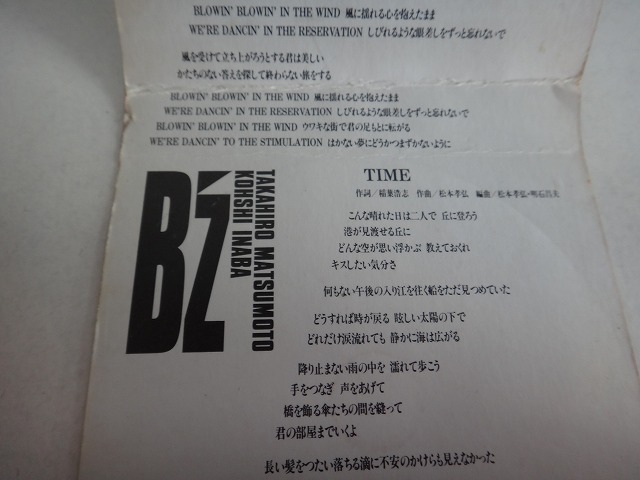 BLOWIN' BLOWIN' IN THE WIND 風に揺れる心を抱えたまま
WE'RE DANCIN' IN THE RESERVATION しびれるような眼差しをずっと忘れないで
風を受けて立ち上がろうとする君は美しい
かたちのない答えを探して終わらない旅をする
BLOWIN' BLOWIN' IN THE WIND 風に揺れる心を抱えたまま
WE'RE DANCIN' IN THE RESERVATION しびれるような眼差しをずっと忘れないで
BLOWIN' BLOWIN' IN THE WIND ウワキな街で君の足もとに転がる
WE'RE DANCIN' TO THE STIMULATION はかない夢にどうかつまずかないように
B'z
TAKAHIRO MATSUMOTO
KOHSHI INABA
TIME
作詞／稲葉浩志 作曲／松本孝弘 編曲／松本孝弘・明石昌夫
こんな晴れた日は二人で 丘に登ろう
港が見渡せる丘に
どんな空が思い浮かぶ 教えておくれ
キスしたい気分さ
何もない午後の入り江を往く船をただ見つめていた
どうすれば時が戻る 眩しい太陽の下で
どれだけ涙流れても 静かに海は広がる
降り止まない雨の中を 濡れて歩こう
手をつなぎ 声をあげて
橋を飾る傘たちの間を縫って
君の部屋までいくよ
長い髪をつたい落ちる滴に不安のかけらも見えなかった